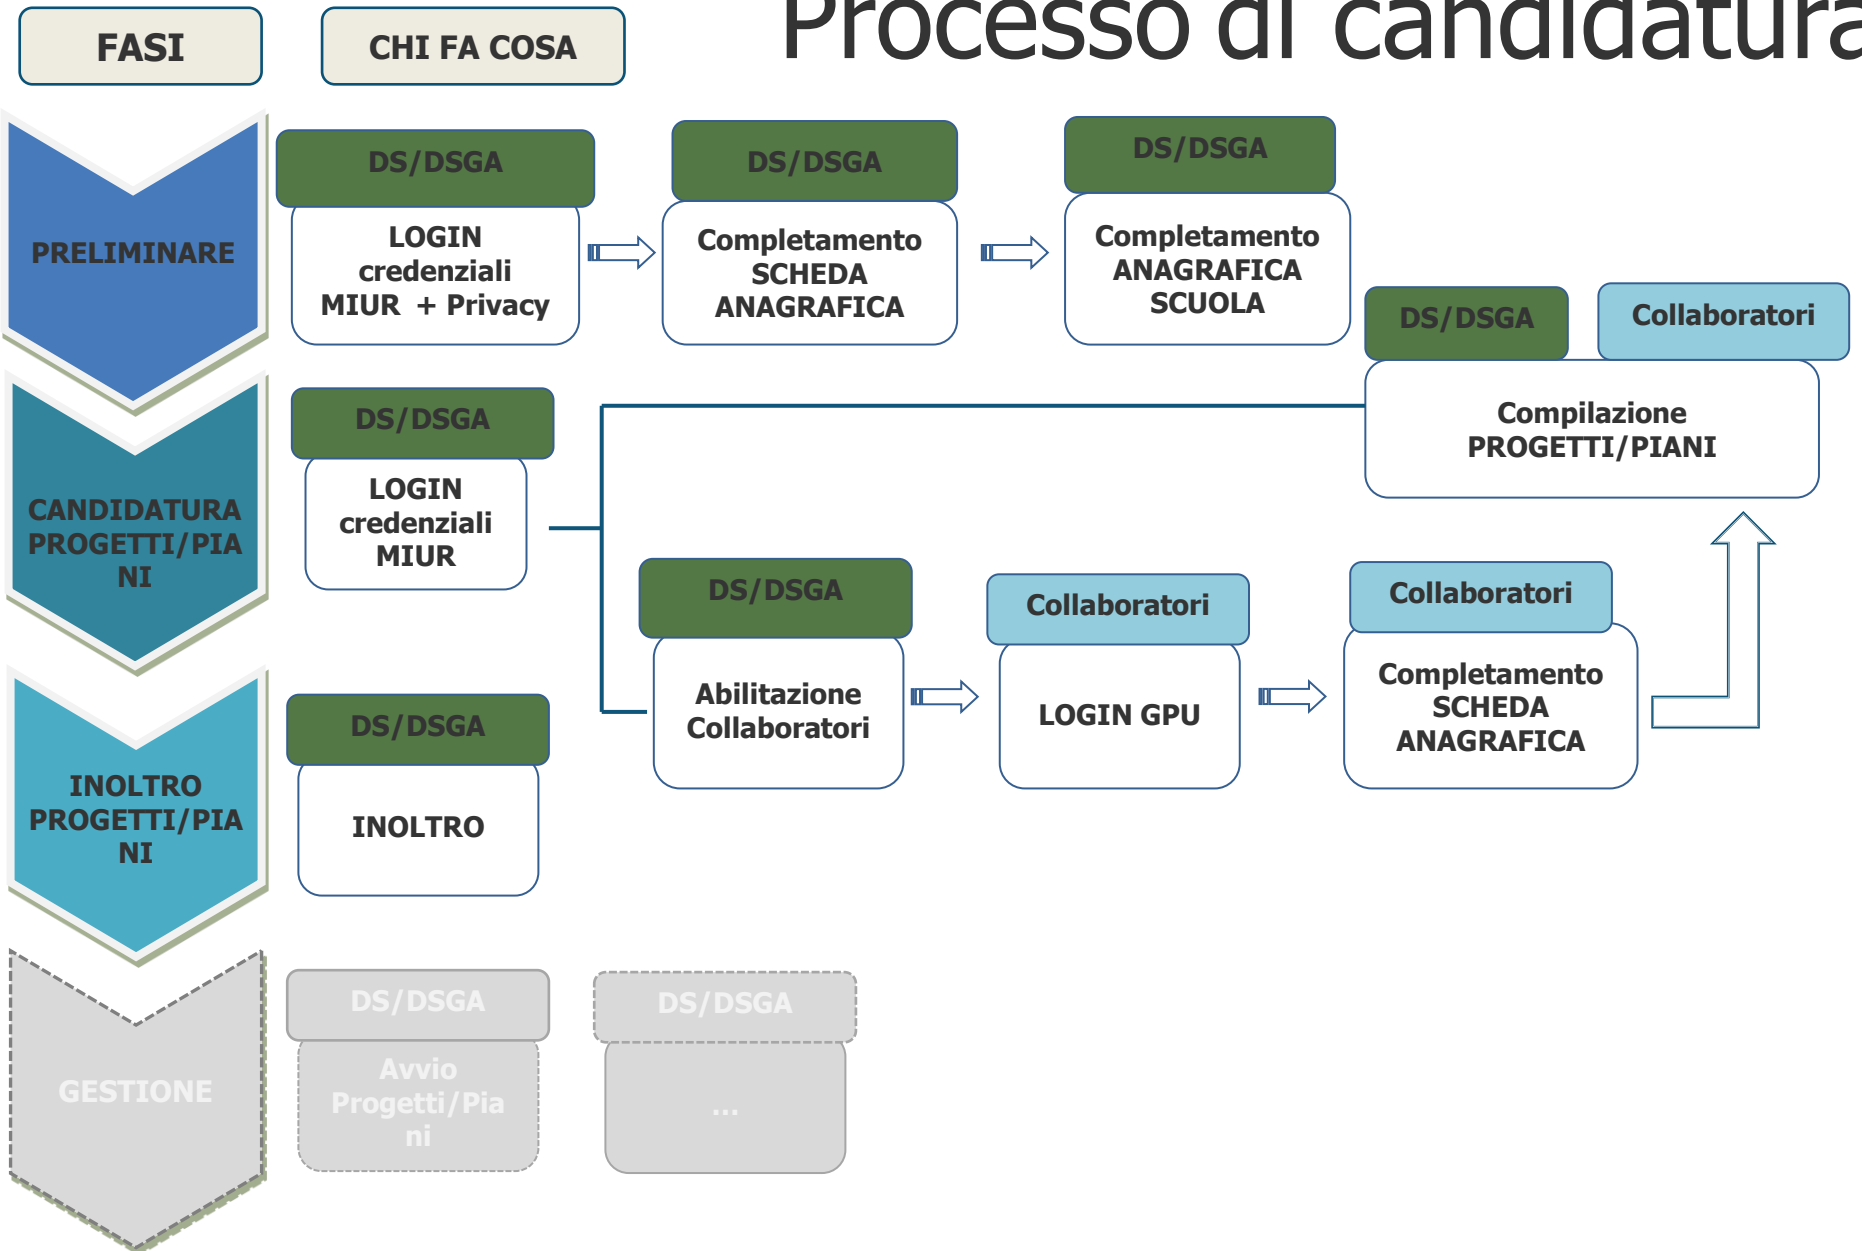 Processo di candidatura
FASI
CHI FA COSA
PRELIMINARE
DS/DSGA
LOGIN
credenziali
MIUR + Privacy
DS/DSGA
Completamento
SCHEDA
ANAGRAFICA
DS/DSGA
Completamento
ANAGRAFICA
SCUOLA
CANDIDATURA
PROGETTI/PIA
NI
DS/DSGA
LOGIN
credenziali
MIUR
DS/DSGA
Collaboratori
Compilazione
PROGETTI/PIANI
DS/DSGA
Abilitazione
Collaboratori
Collaboratori
LOGIN GPU
Collaboratori
Completamento
SCHEDA
ANAGRAFICA
INOLTRO
PROGETTI/PIA
NI
DS/DSGA
INOLTRO
GESTIONE
DS/DSGA
Avvio
Progetti/Pia
ni
DS/DSGA
...